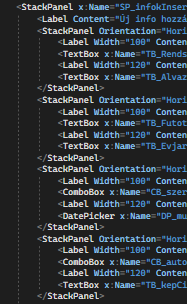 <StackPanel x:Name="SP_infokInser
<Label Content="Új info hozzá
<StackPanel Orientation="Hori
<Label Width="100" Conten
<TextBox x:Name="TB_Rends
<Label Width="120" Conten
<TextBox x:Name="TB_Alvaz
</StackPanel>
<StackPanel Orientation="Hori
<Label Width="100" Conten
<TextBox x:Name="TB_Futot
<Label Width="120" Conten
<TextBox x:Name="TB_Evjar
</StackPanel>
<StackPanel Orientation="Hori
<Label Width="100" Conten
<ComboBox x:Name="CB_szer
<Label Width="120" Conten
<DatePicker x:Name="DP_mu
</StackPanel>
<StackPanel Orientation="Hori
<Label Width="100" Conten
<ComboBox x:Name="CB_auto
<Label Width="120" Conten
<TextBox x:Name="TB_kepCi
</StackPanel>